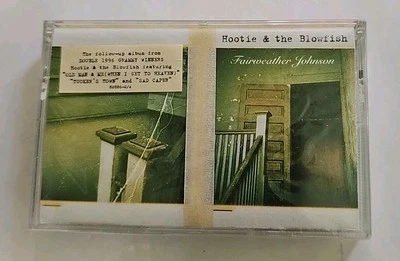 The follow-up album from
DOUBLE 1996 GRAMMY WINNERS
Hootie & the Blowfish featuring
"OLD MAN & ME (WHEN I GET TO HEAVEN)"
"TUCKER'S TOWN" and "SAD CAPER"
Hootie & the Blowfish
Fairweather Johnson